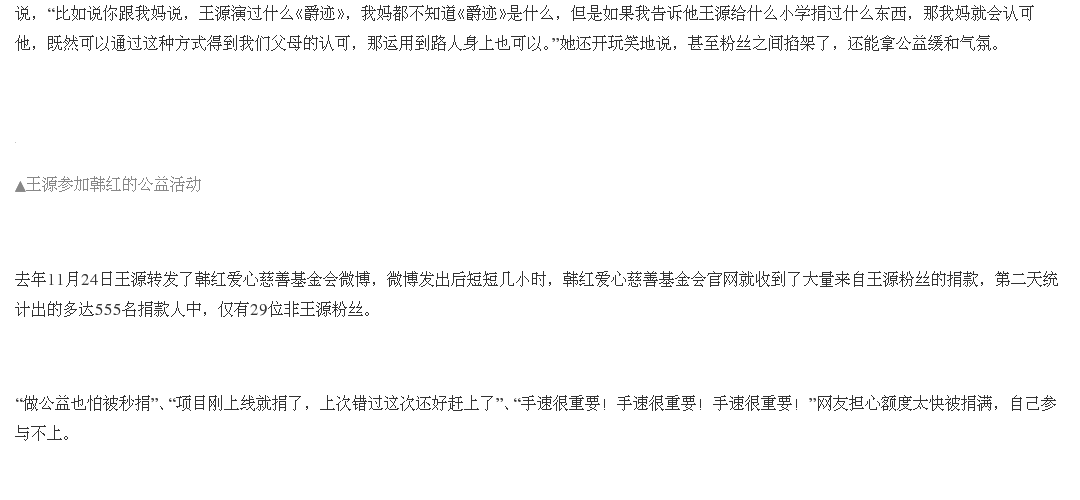 说，“比如说你跟我妈说，王源演过什么《爵迹》，我妈都不知道《爵迹》是什么，但是如果我告诉他王源给什么小学捐过什么东西，那我妈就会认可
他，既然可以通过这种方式得到我们父母的认可，那运用到路人身上也可以。”她还开玩笑地说，甚至粉丝之间掐架了，还能拿公益缓和气氛。
▲王源参加韩红的公益活动
去年11月24日王源转发了韩红爱心慈善基金会微博，微博发出后短短几小时，韩红爱心慈善基金会官网就收到了大量来自王源粉丝的捐款，第二天统
计出的多达555名捐款人中，仅有29位非王源粉丝。
“做公益也怕被秒捐”、“项目刚上线就捐了，上次错过这次还好赶上了”、“手速很重要！手速很重要！手速很重要！”网友担心额度太快被捐满，自己参
与不上。